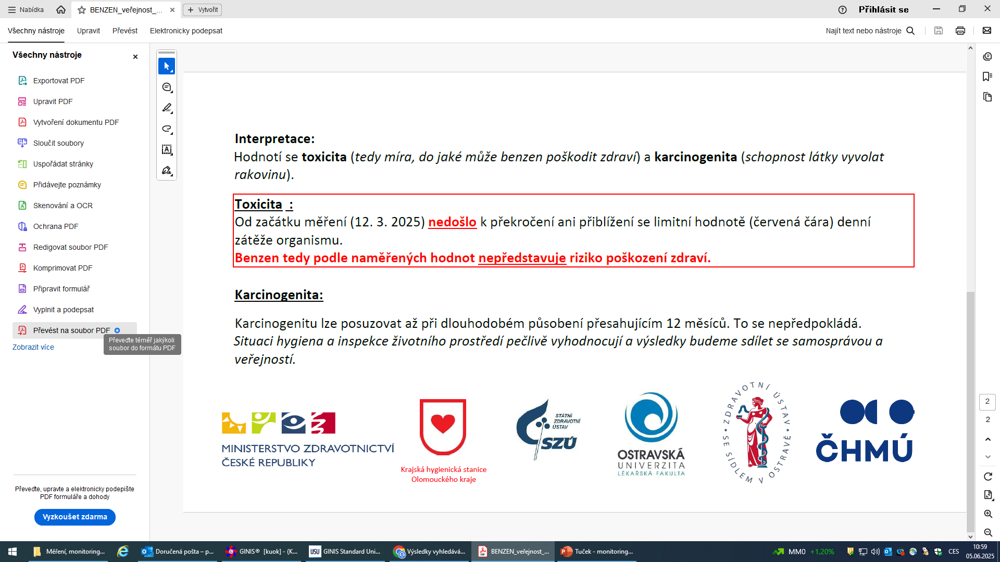 Nabídka
BENZEN_veřejnost_...
Vytvořit
Přihlásit se
Všechny nástroje
Upravit
Převést
Elektronicky podepsat
Najít text nebo nástroje
Všechny nástroje
Exportovat PDF
Upravit PDF
Vytvoření dokumentu PDF
Sloučit soubory
Uspořádat stránky
Přidávejte poznámky
Skenování a OCR
Ochrana PDF
Redigovat soubor PDF
Komprimovat PDF
Připravit formulář
Vyplnit a podepsat
Převést na soubor PDF
Převeďte téměř jakýkoli
soubor do formátu PDF
Zobrazit více
Převeďte, upravte a elektronicky podepište
PDF formuláře a dohody
Vyzkoušet zdarma
Interpretace:
Hodnotí se toxicita (tedy míra, do jaké může benzen poškodit zdraví) a karcinogenita (schopnost látky vyvolat
rakovinu).
Toxicita :
Od začátku měření (12. 3. 2025) nedošlo k překročení ani přiblížení se limitní hodnotě (červená čára) denní
zátěže organismu.
Benzen tedy podle naměřených hodnot nepředstavuje riziko poškození zdraví.
Karcinogenita:
Karcinogenitu lze posuzovat až při dlouhodobém působení přesahujícím 12 měsíců. To se nepředpokládá.
Situaci hygiena a inspekce životního prostředí pečlivě vyhodnocují a výsledky budeme sdílet se samosprávou a
veřejností.
MINISTERSTVO ZDRAVOTNICTVÍ
ČESKÉ REPUBLIKY
Krajská hygienická stanice
Olomouckého kraje
STÁTNÍ
ZDRAVOTNÍ
ÚSTAV
SZÚ
OSTRAVSKÁ
UNIVERZITA
LÉKAŘSKÁ FAKULTA
ZDRAVOTNÍ ÚSTAV • SE SÍDLEM V OSTRAVĚ •
ČHMÚ
2
2
Měření, monitoring...
Doručená pošta – p...
GINIS® [kuok] - (K...
USU
GINIS Standard Uni...
Výsledky vyhledává...
BENZEN_veřejnost_...
Tuček - monitoring...
MM0 +1,20%
CES
10:59
05.06.2025